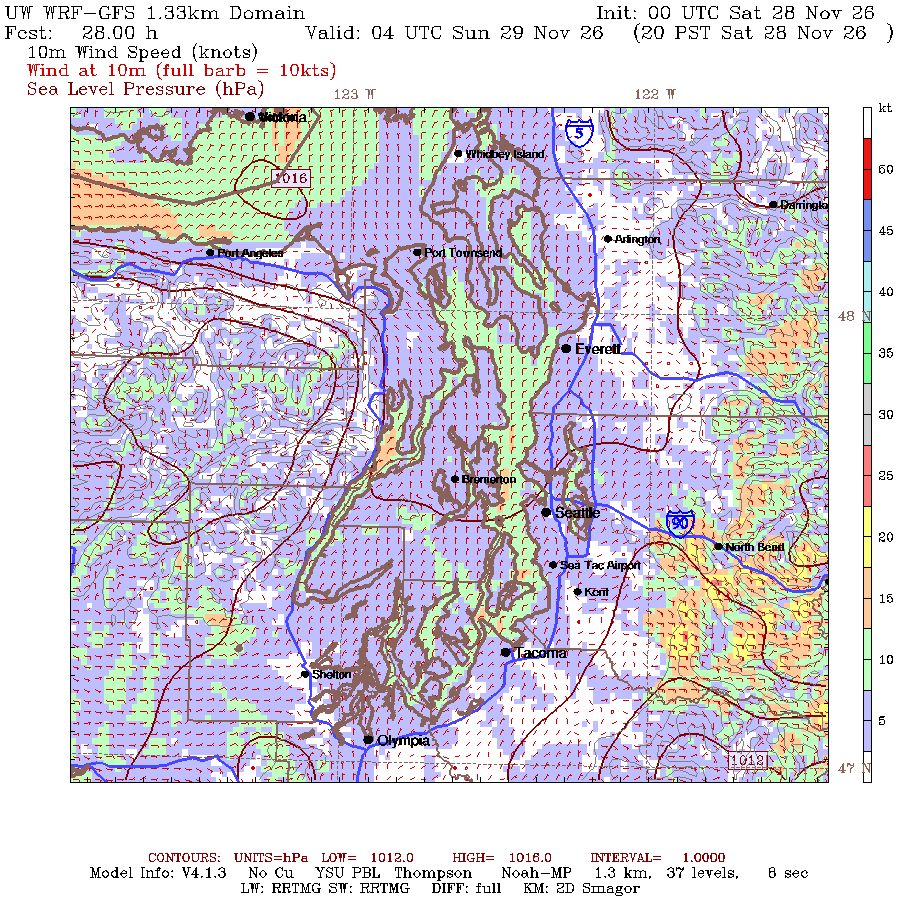 UW WRF-GFS 1.33km Domain Init: 00 UTC Sat 28 Nov 26
Fcst: 28.00 h Valid: 04 UTC Sun 29 Nov 26 (20 PST Sat 28 Nov 26 )
10m Wind Speed (knots)
Wind at 10m (full barb = 10kts)
Sea Level Pressure (hPa)
123 W 122 W
kt
Victoria
5
Whidbey Island
50
1016
Darringto
45
Arlington
Port Angeles
Port Townsend
40
48 N
Everett
35
30
25
Bremerton
Seattle
90
20
North Bend
Sea Tac Airport
Kent
15
Tacoma
10
Shelton
5
Olympia
1012
47 N
CONTOURS: UNITS=hPa LOW= 1012.0 HIGH= 1016.0 INTERVAL= 1.0000
Model Info: V4.1.3 No Cu YSU PBL Thompson Noah-MP 1.3 km, 37 levels, 8 sec
LW: RRTMG SW: RRTMG DIFF: full KM: 2D Smagor